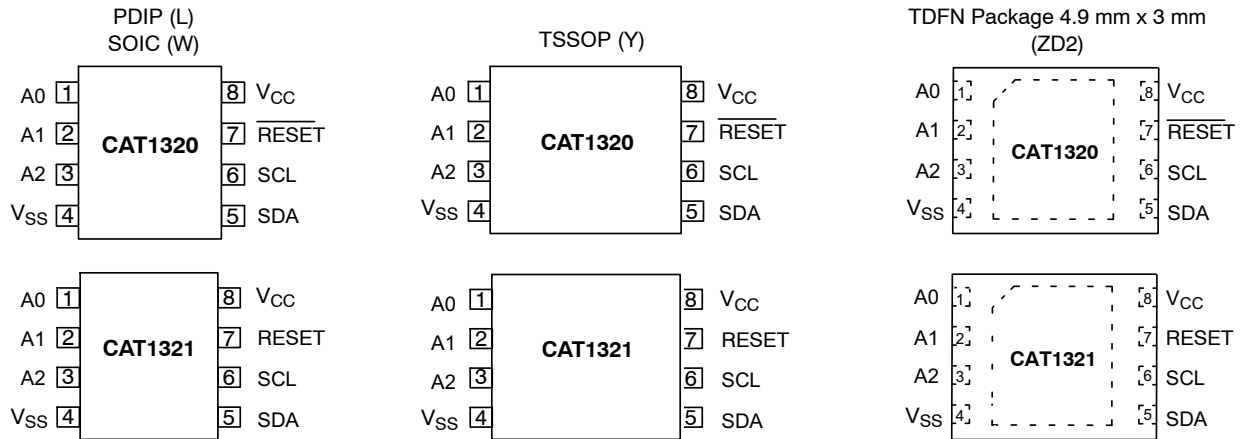 PDIP (L)
SOIC (W)
A0 1 8 VCC
A1 2 7 RESET
CAT1320
A2 3 6 SCL
VSS 4 5 SDA
TSSOP (Y)
A0 1 8 VCC
A1 2 7 RESET
CAT1320
A2 3 6 SCL
VSS 4 5 SDA
TDFN Package 4.9 mm x 3 mm
(ZD2)
A0 1 8 VCC
A1 2 7 RESET
CAT1320
A2 3 6 SCL
VSS 4 5 SDA
A0 1 8 VCC
A1 2 7 RESET
CAT1321
A2 3 6 SCL
VSS 4 5 SDA
A0 1 8 VCC
A1 2 7 RESET
CAT1321
A2 3 6 SCL
VSS 4 5 SDA
A0 1 8 VCC
A1 2 7 RESET
CAT1321
A2 3 6 SCL
VSS 4 5 SDA